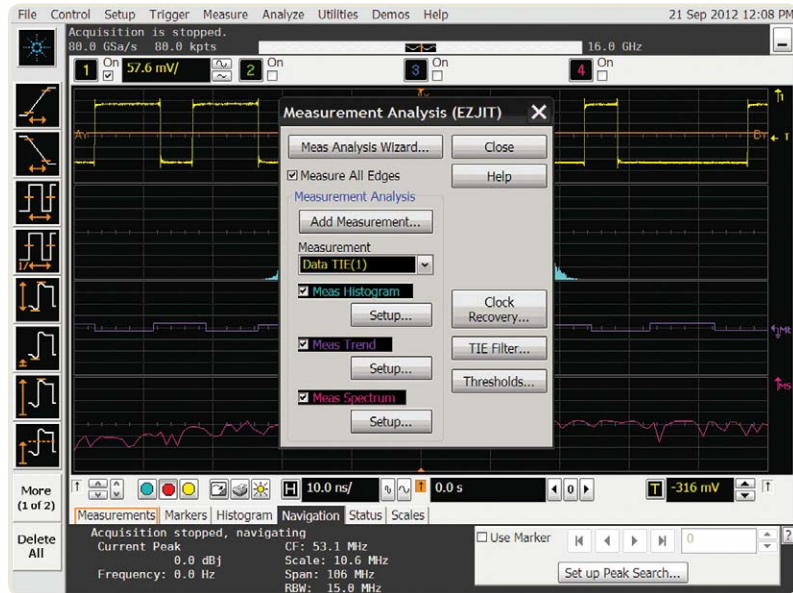 File Control Setup Trigger Measure Analyze Utilities Demos Help 21 Sep 2012 12:08 PM
Acquisition is stopped.
80.0 GSa/s 80.0 kpts 16.0 GHz
1 On 57.6 mV/ 2 On 3 On 4 On
Measurement Analysis (EZJIT)
Meas Analysis Wizard... Close
Measure All Edges Help
Measurement Analysis
Add Measurement...
Measurement
Data TIE(1)
Meas Histogram
Setup...
Clock
Recovery...
Meas Trend
TIE Filter...
Setup...
Thresholds...
Meas Spectrum
Setup...
1/
More
(1 of 2)
Delete
All
H 10.0 ns/ 0.0 s 0 T -316 mV
Measurements Markers Histogram Navigation Status Scales
Acquisition stopped, navigating
Current Peak CF: 53.1 MHz
0.0 dBj Scale: 10.6 MHz
Frequency: 0.0 Hz Span: 106 MHz
RBW: 15.0 MHz
Use Marker 0 ?
Set up Peak Search...